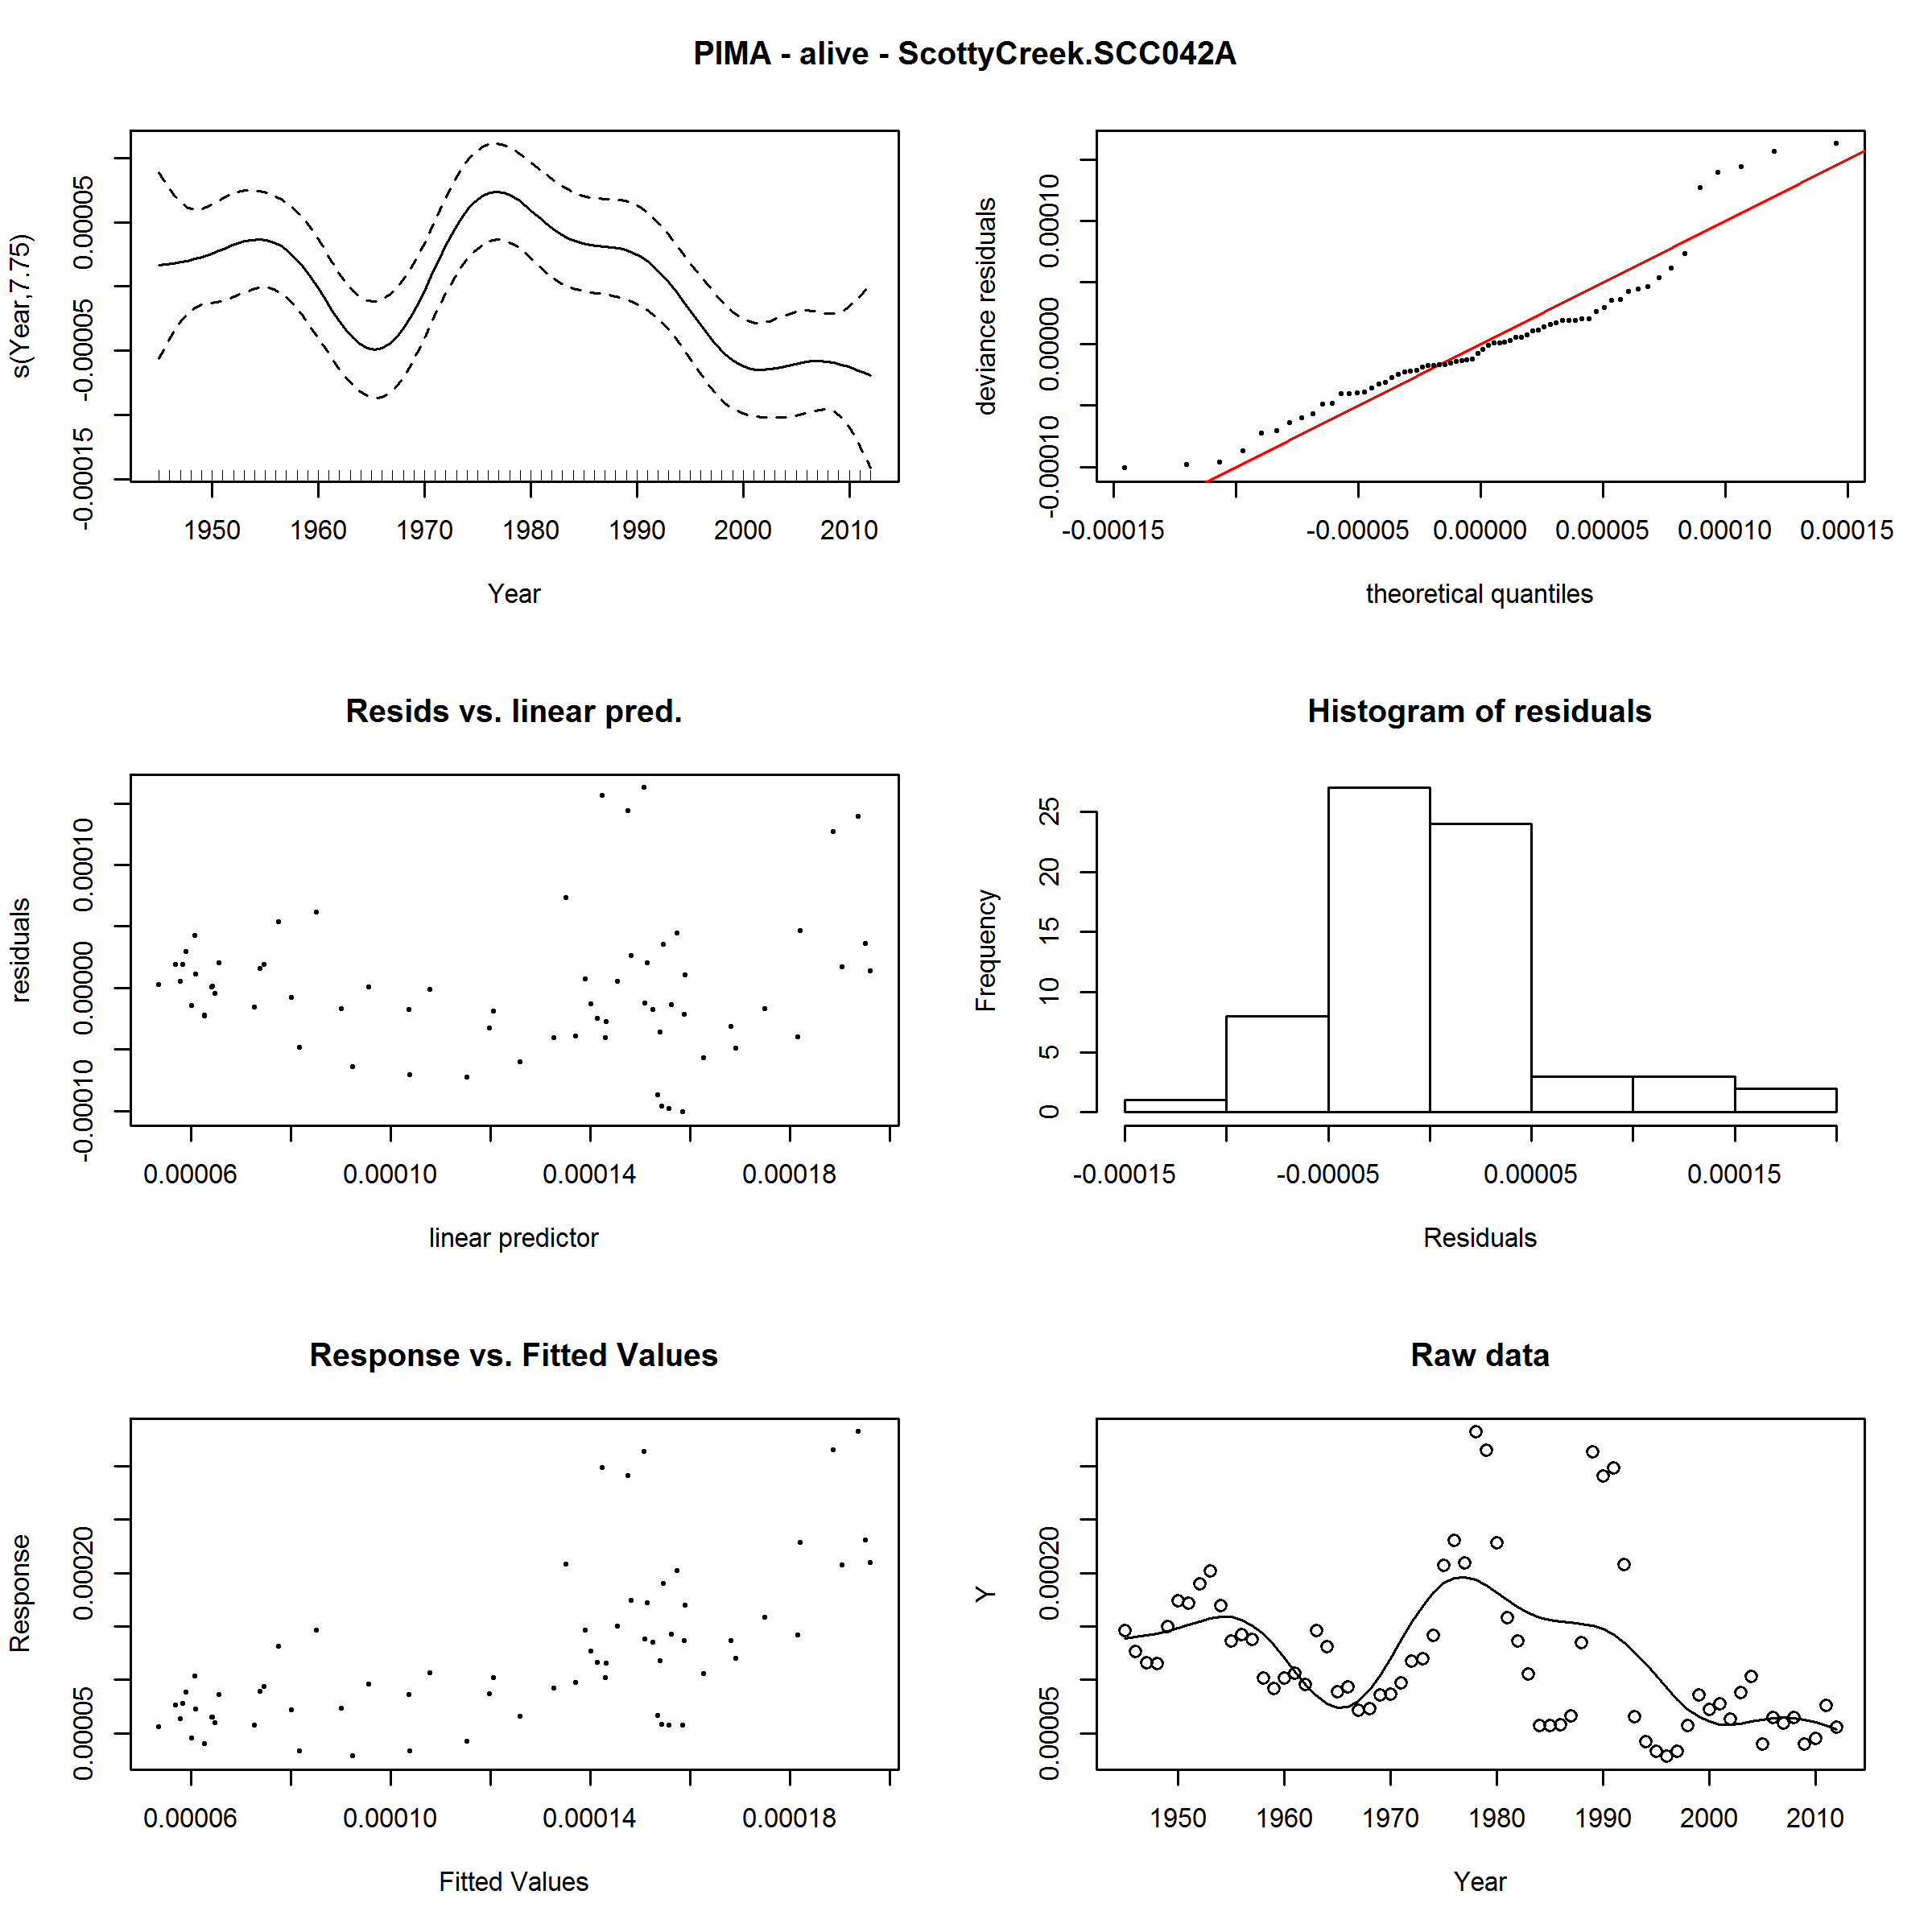 PIMA - alive - ScottyCreek.SCC042A
s(Year,7.75)
-0.00015 -0.00005 0.00005
1950 1960 1970 1980 1990 2000 2010
Year
deviance residuals
-0.00010 0.00000 0.00010
-0.00015 -0.00005 0.00000 0.00005 0.00010 0.00015
theoretical quantiles
Resids vs. linear pred.
residuals
-0.00010 0.00000 0.00010
0.00006 0.00010 0.00014 0.00018
linear predictor
Histogram of residuals
Frequency
0 5 10 15 20 25
-0.00015 -0.00005 0.00005 0.00015
Residuals
Response vs. Fitted Values
Response
0.00005 0.00020
0.00006 0.00010 0.00014 0.00018
Fitted Values
Raw data
Y
0.00005 0.00020
1950 1960 1970 1980 1990 2000 2010
Year